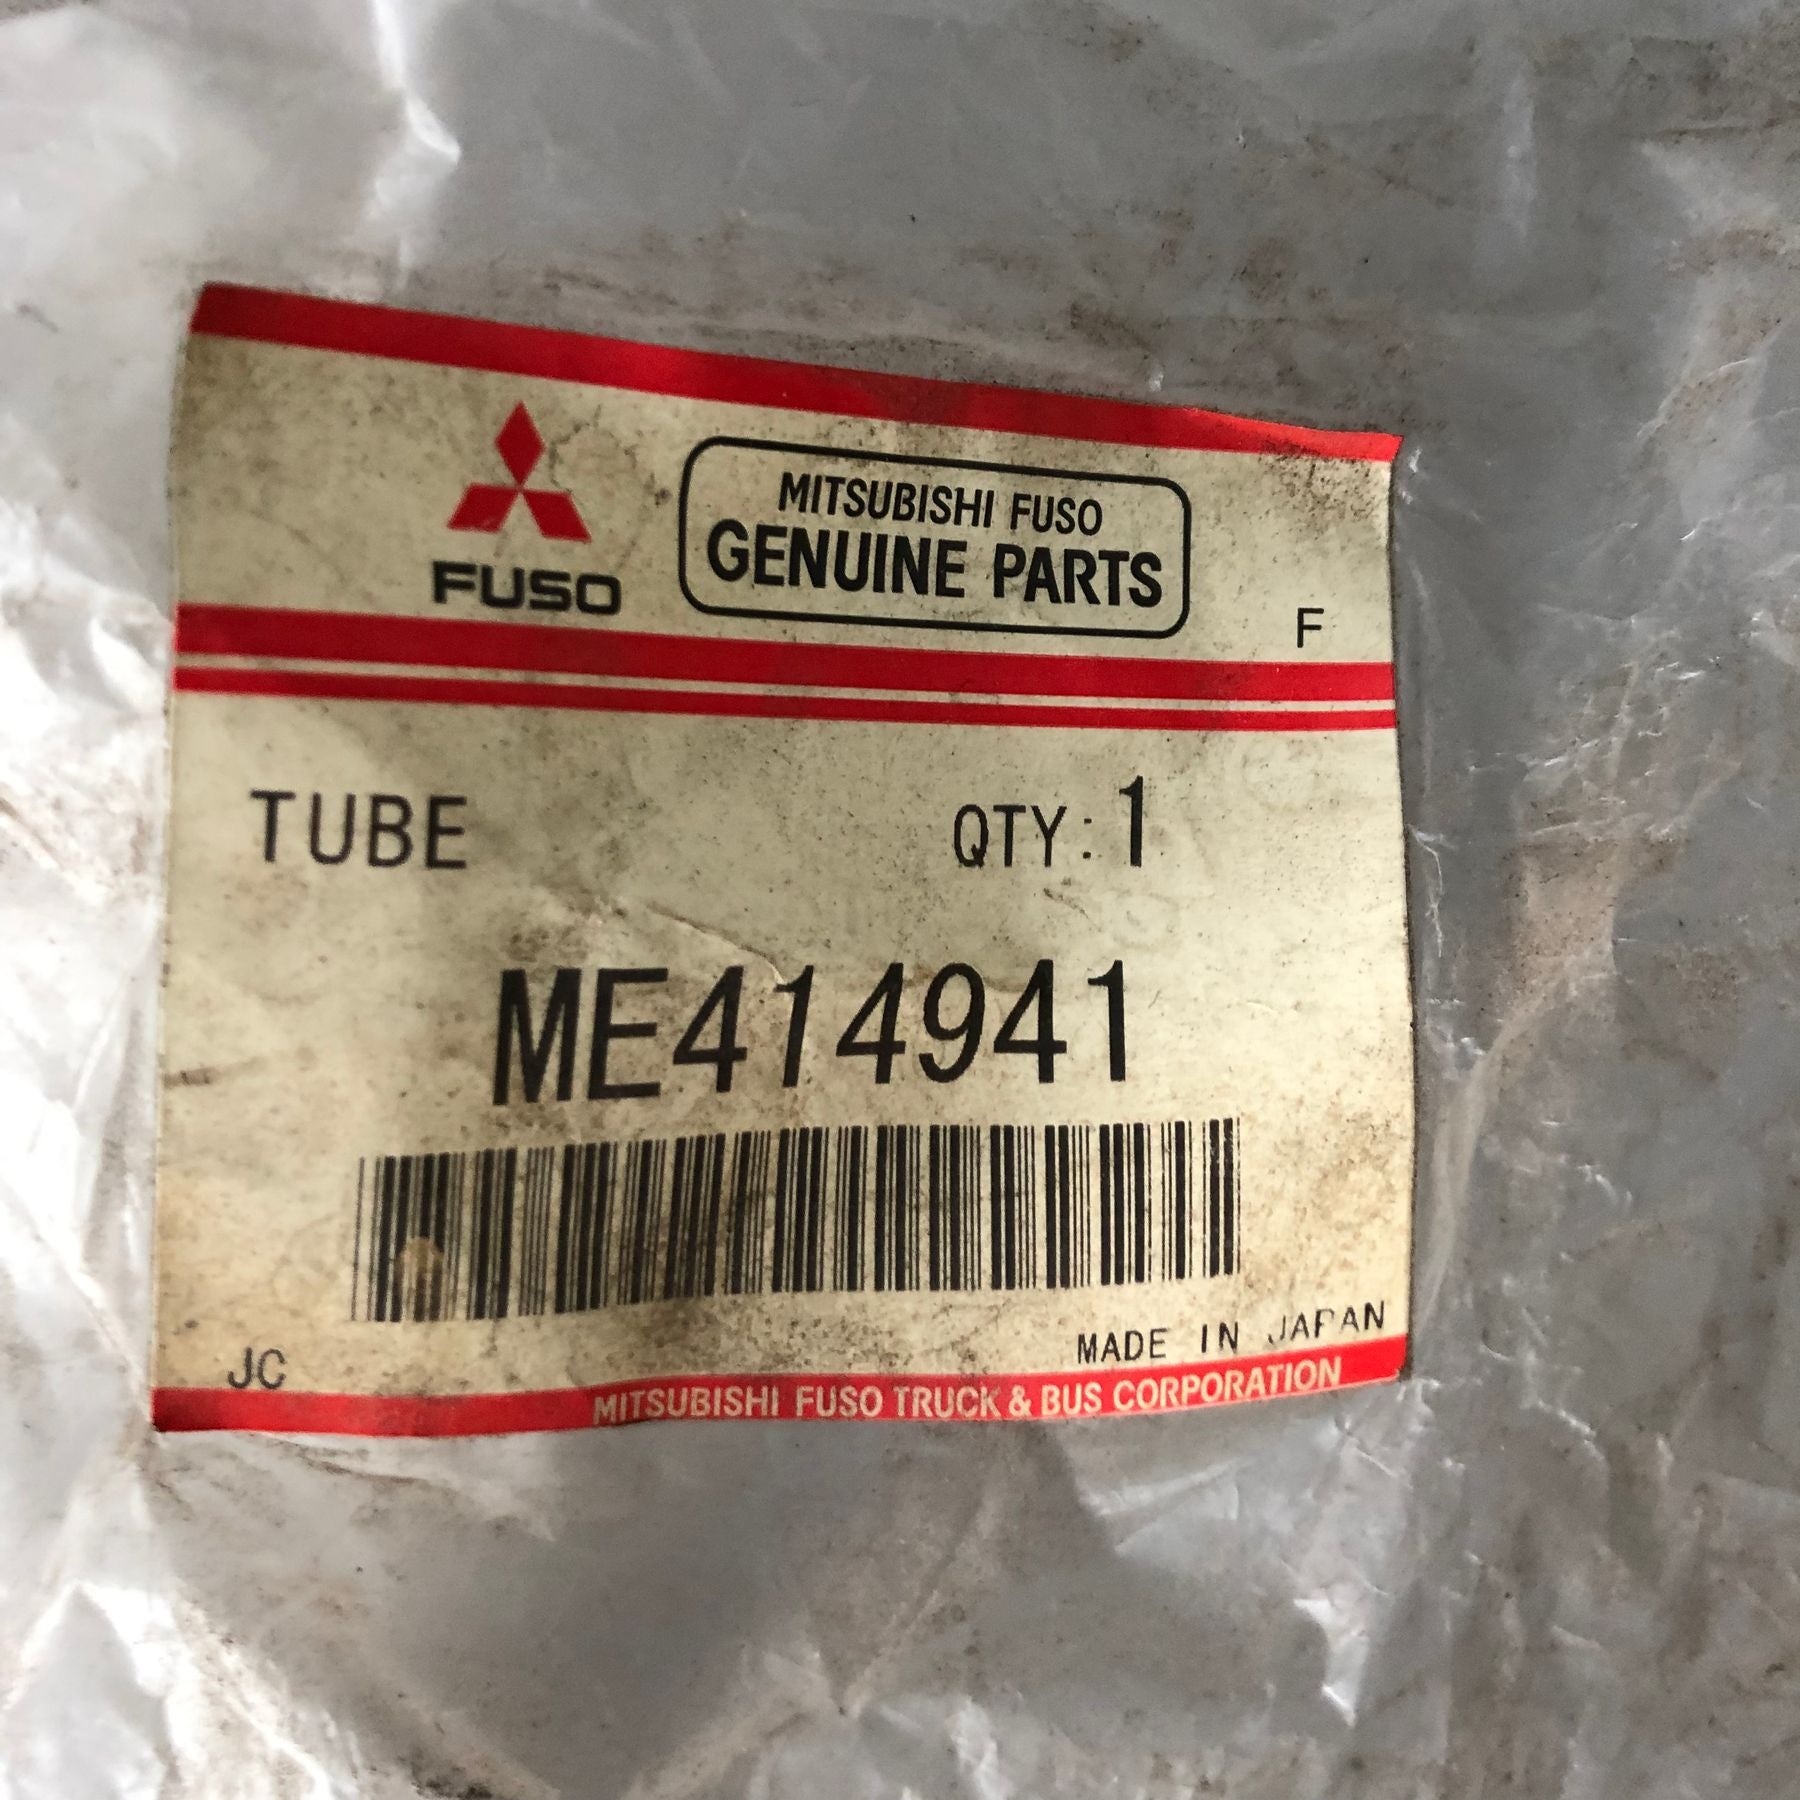 MITSUBISHI FUSO
GENUINE PARTS
FUSO
F
TUBE QTY: 1
ME414941
MADE IN JAPAN
JC
MITSUBISHI FUSO TRUCK & BUS CORPORATION